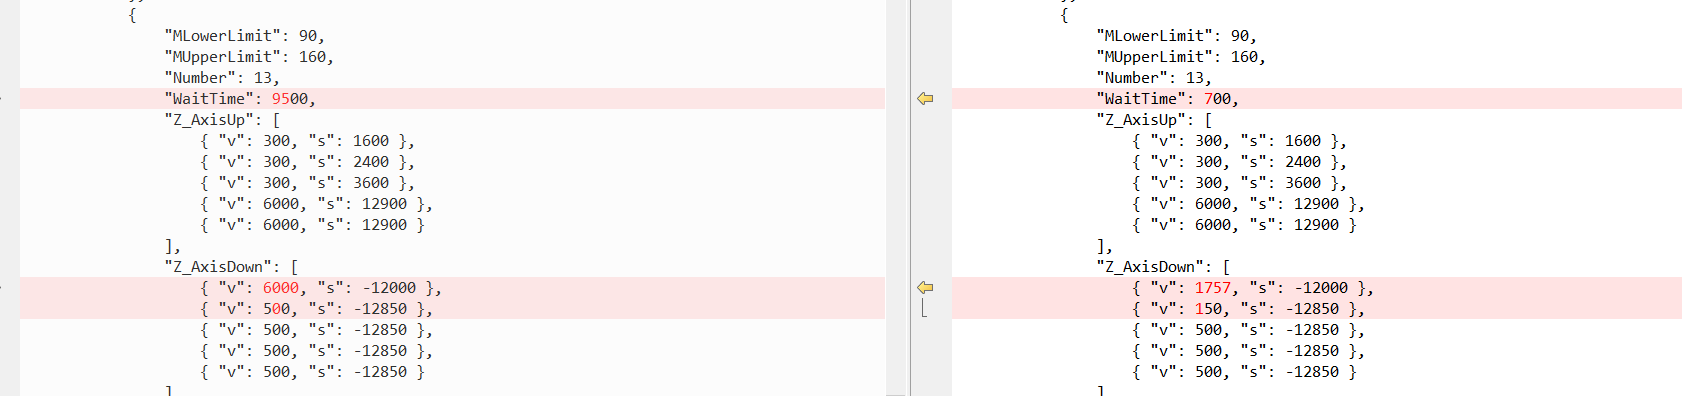 {
"MLowerLimit": 90,
"MUpperLimit": 160,
"Number": 13,
"WaitTime": 9500,
"Z_AxisUp": [
{ "v": 300, "s": 1600 },
{ "v": 300, "s": 2400 },
{ "v": 300, "s": 3600 },
{ "v": 6000, "s": 12900 },
{ "v": 6000, "s": 12900 }
],
"Z_AxisDown": [
{ "v": 6000, "s": -12000 },
{ "v": 500, "s": -12850 },
{ "v": 500, "s": -12850 },
{ "v": 500, "s": -12850 },
{ "v": 500, "s": -12850 }
]
{
"MLowerLimit": 90,
"MUpperLimit": 160,
"Number": 13,
"WaitTime": 700,
"Z_AxisUp": [
{ "v": 300, "s": 1600 },
{ "v": 300, "s": 2400 },
{ "v": 300, "s": 3600 },
{ "v": 6000, "s": 12900 },
{ "v": 6000, "s": 12900 }
],
"Z_AxisDown": [
{ "v": 1757, "s": -12000 },
{ "v": 150, "s": -12850 },
{ "v": 500, "s": -12850 },
{ "v": 500, "s": -12850 },
{ "v": 500, "s": -12850 }
]